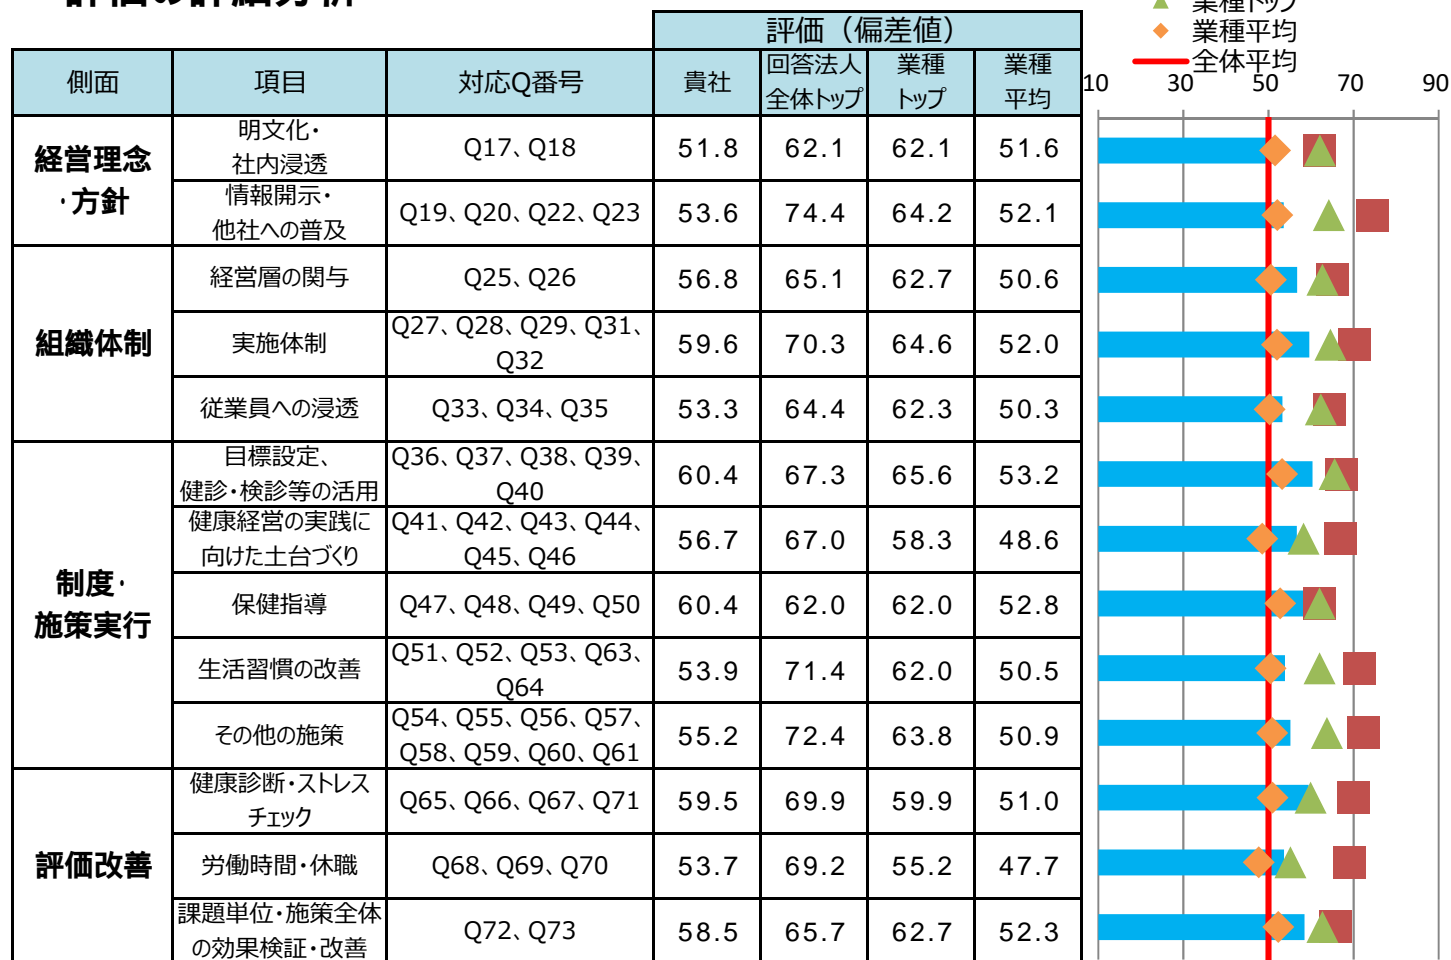 評価の詳細分析
業種トップ
業種平均
全体平均
評価（偏差値）
側面 項目 対応Q番号 貴社 回答法人 業種 業種
全体トップ トップ 平均
10 30 50 70 90
経営理念
・方針
明文化・
社内浸透
Q17、Q18 51.8 62.1 62.1 51.6
情報開示・
他社への普及
Q19、Q20、Q22、Q23 53.6 74.4 64.2 52.1
組織体制
経営層の関与 Q25、Q26 56.8 65.1 62.7 50.6
実施体制
Q27、Q28、Q29、Q31、
Q32
59.6 70.3 64.6 52.0
従業員への浸透 Q33、Q34、Q35 53.3 64.4 62.3 50.3
制度・
施策実行
目標設定、
健診・検診等の活用
Q36、Q37、Q38、Q39、
Q40
60.4 67.3 65.6 53.2
健康経営の実践に
向けた土台づくり
Q41、Q42、Q43、Q44、
Q45、Q46
56.7 67.0 58.3 48.6
保健指導 Q47、Q48、Q49、Q50 60.4 62.0 62.0 52.8
生活習慣の改善
Q51、Q52、Q53、Q63、
Q64
53.9 71.4 62.0 50.5
その他の施策
Q54、Q55、Q56、Q57、
Q58、Q59、Q60、Q61
55.2 72.4 63.8 50.9
評価改善
健康診断・ストレス
チェック
Q65、Q66、Q67、Q71 59.5 69.9 59.9 51.0
労働時間・休職 Q68、Q69、Q70 53.7 69.2 55.2 47.7
課題単位・施策全体
の効果検証・改善
Q72、Q73 58.5 65.7 62.7 52.3